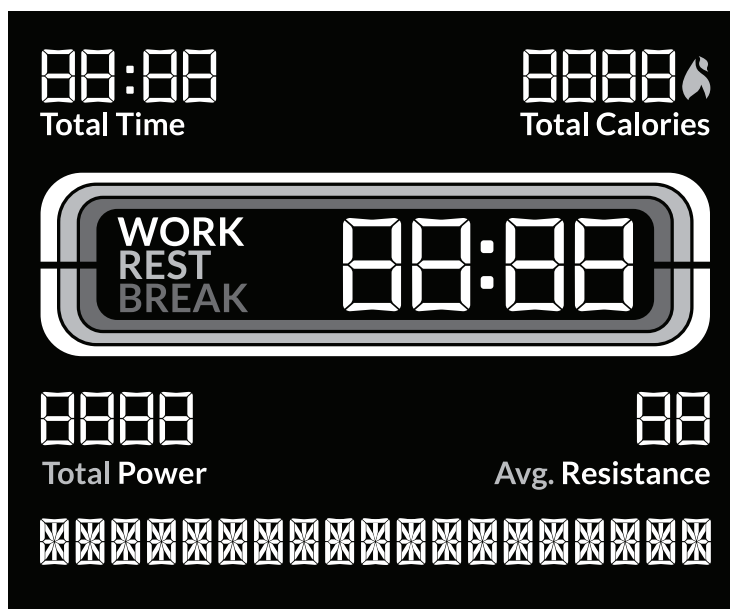 88:88 8888
Total Time Total Calories
WORK
REST
BREAK
88:88
8888 88
Total Power Avg. Resistance